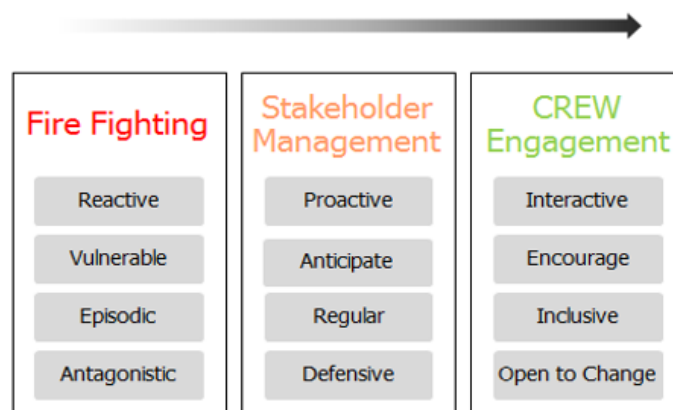 Fire Fighting
Reactive
Vulnerable
Episodic
Antagonistic
Stakeholder
Management
Proactive
Anticipate
Regular
Defensive
CREW
Engagement
Interactive
Encourage
Inclusive
Open to Change